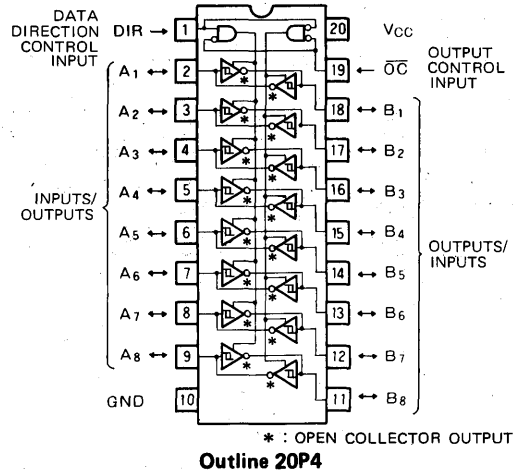 DATA
DIRECTION
CONTROL
INPUT
DIR → 1
20 VCC
19 ← OC̅ OUTPUT
CONTROL
INPUT
A1 ↔ 2
A2 ↔ 3
A3 ↔ 4
A4 ↔ 5
A5 ↔ 6
A6 ↔ 7
A7 ↔ 8
A8 ↔ 9
INPUTS/
OUTPUTS
GND 10
18 ↔ B1
17 ↔ B2
16 ↔ B3
15 ↔ B4
14 ↔ B5
13 ↔ B6
12 ↔ B7
11 ↔ B8
OUTPUTS/
INPUTS
* : OPEN COLLECTOR OUTPUT
Outline 20P4